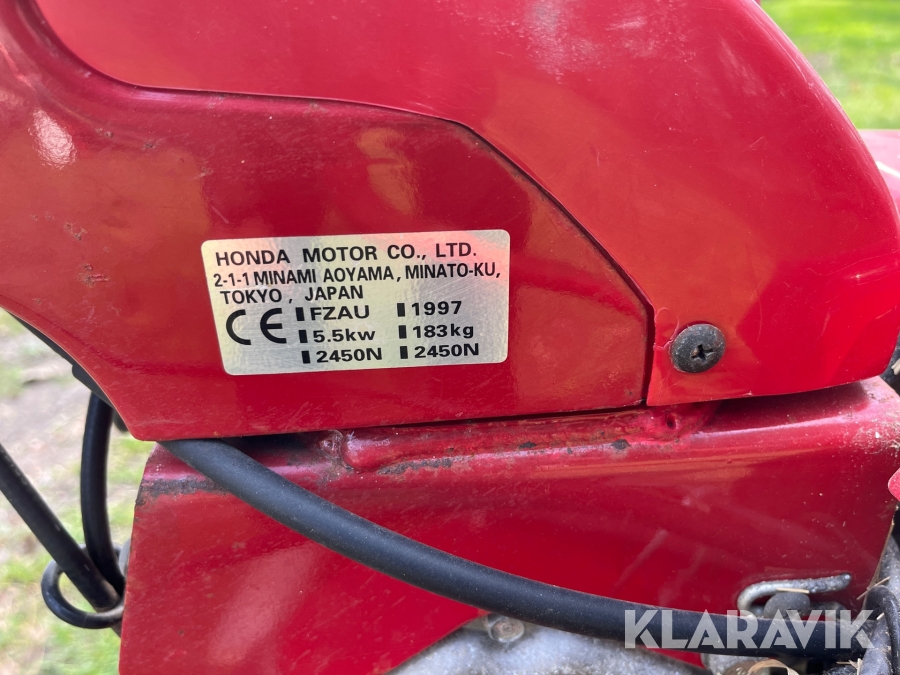 HONDA MOTOR CO., LTD.
2-1-1 MINAMI AOYAMA, MINATO-KU,
TOKYO, JAPAN
CE FZAU 1997
5.5kw 183kg
2450N 2450N
KLARAVIK